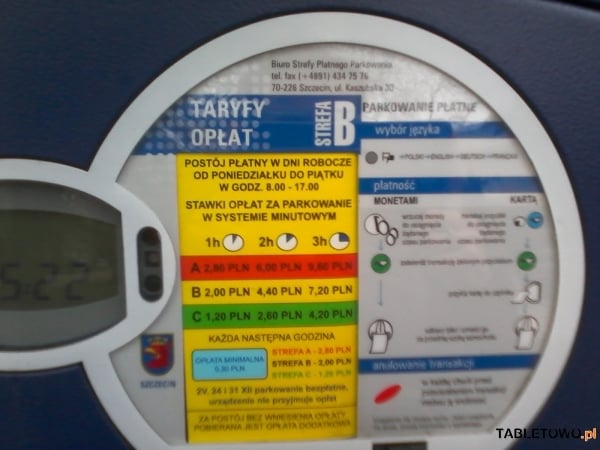 Biuro Strefy Płatnego Parkowania
tel. fax (+4891) 434 75 76
70-226 Szczecin, ul. Kaszubska 30
TARYFY
OPŁAT
STREFA
B
PARKOWANIE PŁATNE
wybór języka
POLSKI ENGLISH DEUTSCH FRANÇAIS
POSTÓJ PŁATNY W DNI ROBOCZE
OD PONIEDZIAŁKU DO PIĄTKU
W GODZ. 8.00 - 17.00
STAWKI OPŁAT ZA PARKOWANIE
W SYSTEMIE MINUTOWYM
1h 2h 3h
A 2,80 PLN 6,00 PLN 9,60 PLN
B 2,00 PLN 4,40 PLN 7,20 PLN
C 1,20 PLN 2,60 PLN 4,20 PLN
KAŻDA NASTĘPNA GODZINA
OPŁATA MINIMALNA
0,30 PLN
STREFA A - 2,80 PLN
STREFA B - 2,00 PLN
STREFA C - 1,20 PLN
2V, 24 i 31 XII parkowanie bezpłatne,
urządzenie nie przyjmuje opłat
ZA POSTÓJ BEZ WNIESIENIA OPŁATY
POBIERANA JEST OPŁATA DODATKOWA
płatność
MONETAMI KARTĄ
anulowanie transakcji
SZCZECIN
5:22
TABLETOWO.pl